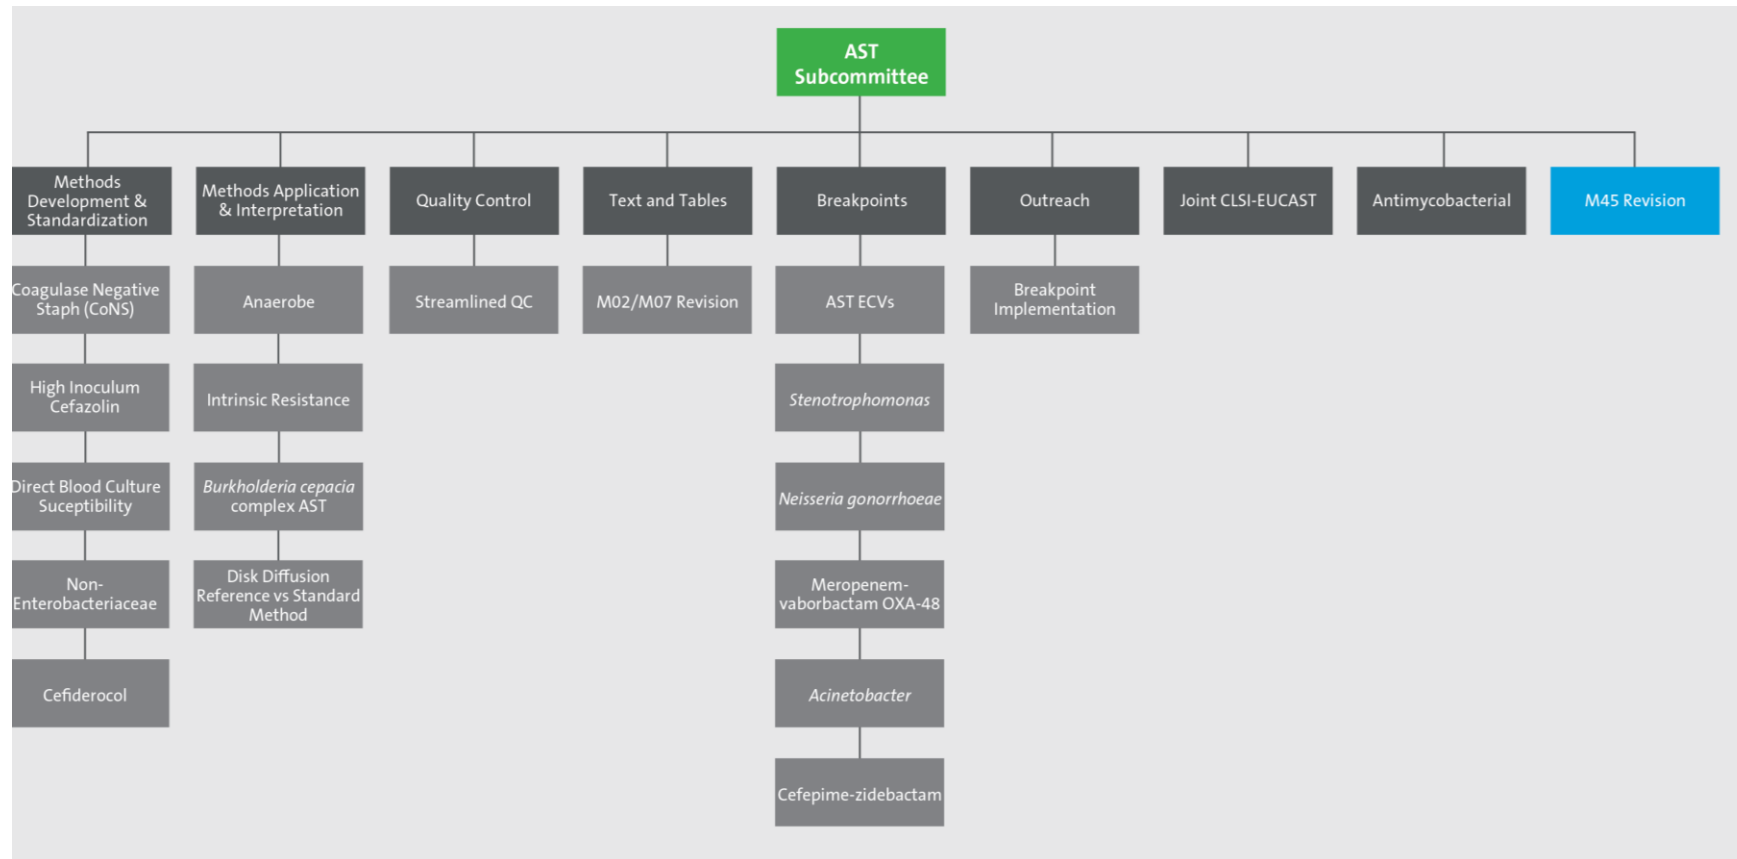 AST
Subcommittee
Methods
Development &
Standardization
Methods Application
& Interpretation
Quality Control
Text and Tables
Breakpoints
Outreach
Joint CLSI-EUCAST
Antimycobacterial
M45 Revision
Coagulase Negative
Staph (CoNS)
Anaerobe
Streamlined QC
M02/M07 Revision
AST ECVs
Breakpoint
Implementation
High Inoculum
Cefazolin
Intrinsic Resistance
Stenotrophomonas
Direct Blood Culture
Suceptibility
Burkholderia cepacia
complex AST
Neisseria gonorrhoeae
Non-
Enterobacteriaceae
Disk Diffusion
Reference vs Standard
Method
Meropenem-
vaborbactam OXA-48
Cefiderocol
Acinetobacter
Cefepime-zidebactam